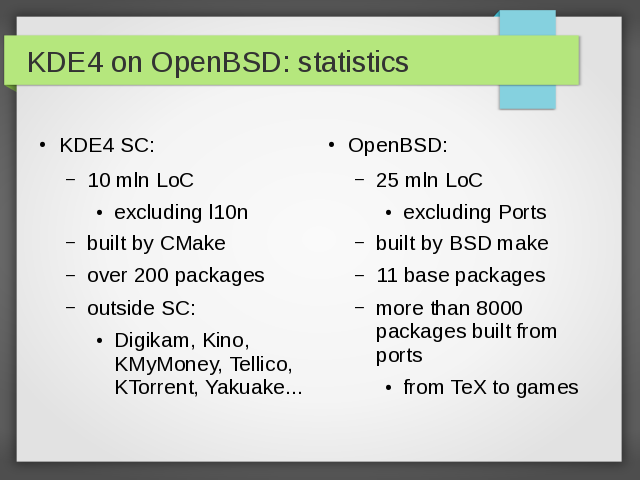 KDE4 on OpenBSD: statistics
• KDE4 SC:
– 10 mln LoC
• excluding l10n
– built by CMake
– over 200 packages
– outside SC:
• Digikam, Kino,
KMyMoney, Tellico,
KTorrent, Yakuake...
• OpenBSD:
– 25 mln LoC
• excluding Ports
– built by BSD make
– 11 base packages
– more than 8000
packages built from
ports
• from TeX to games